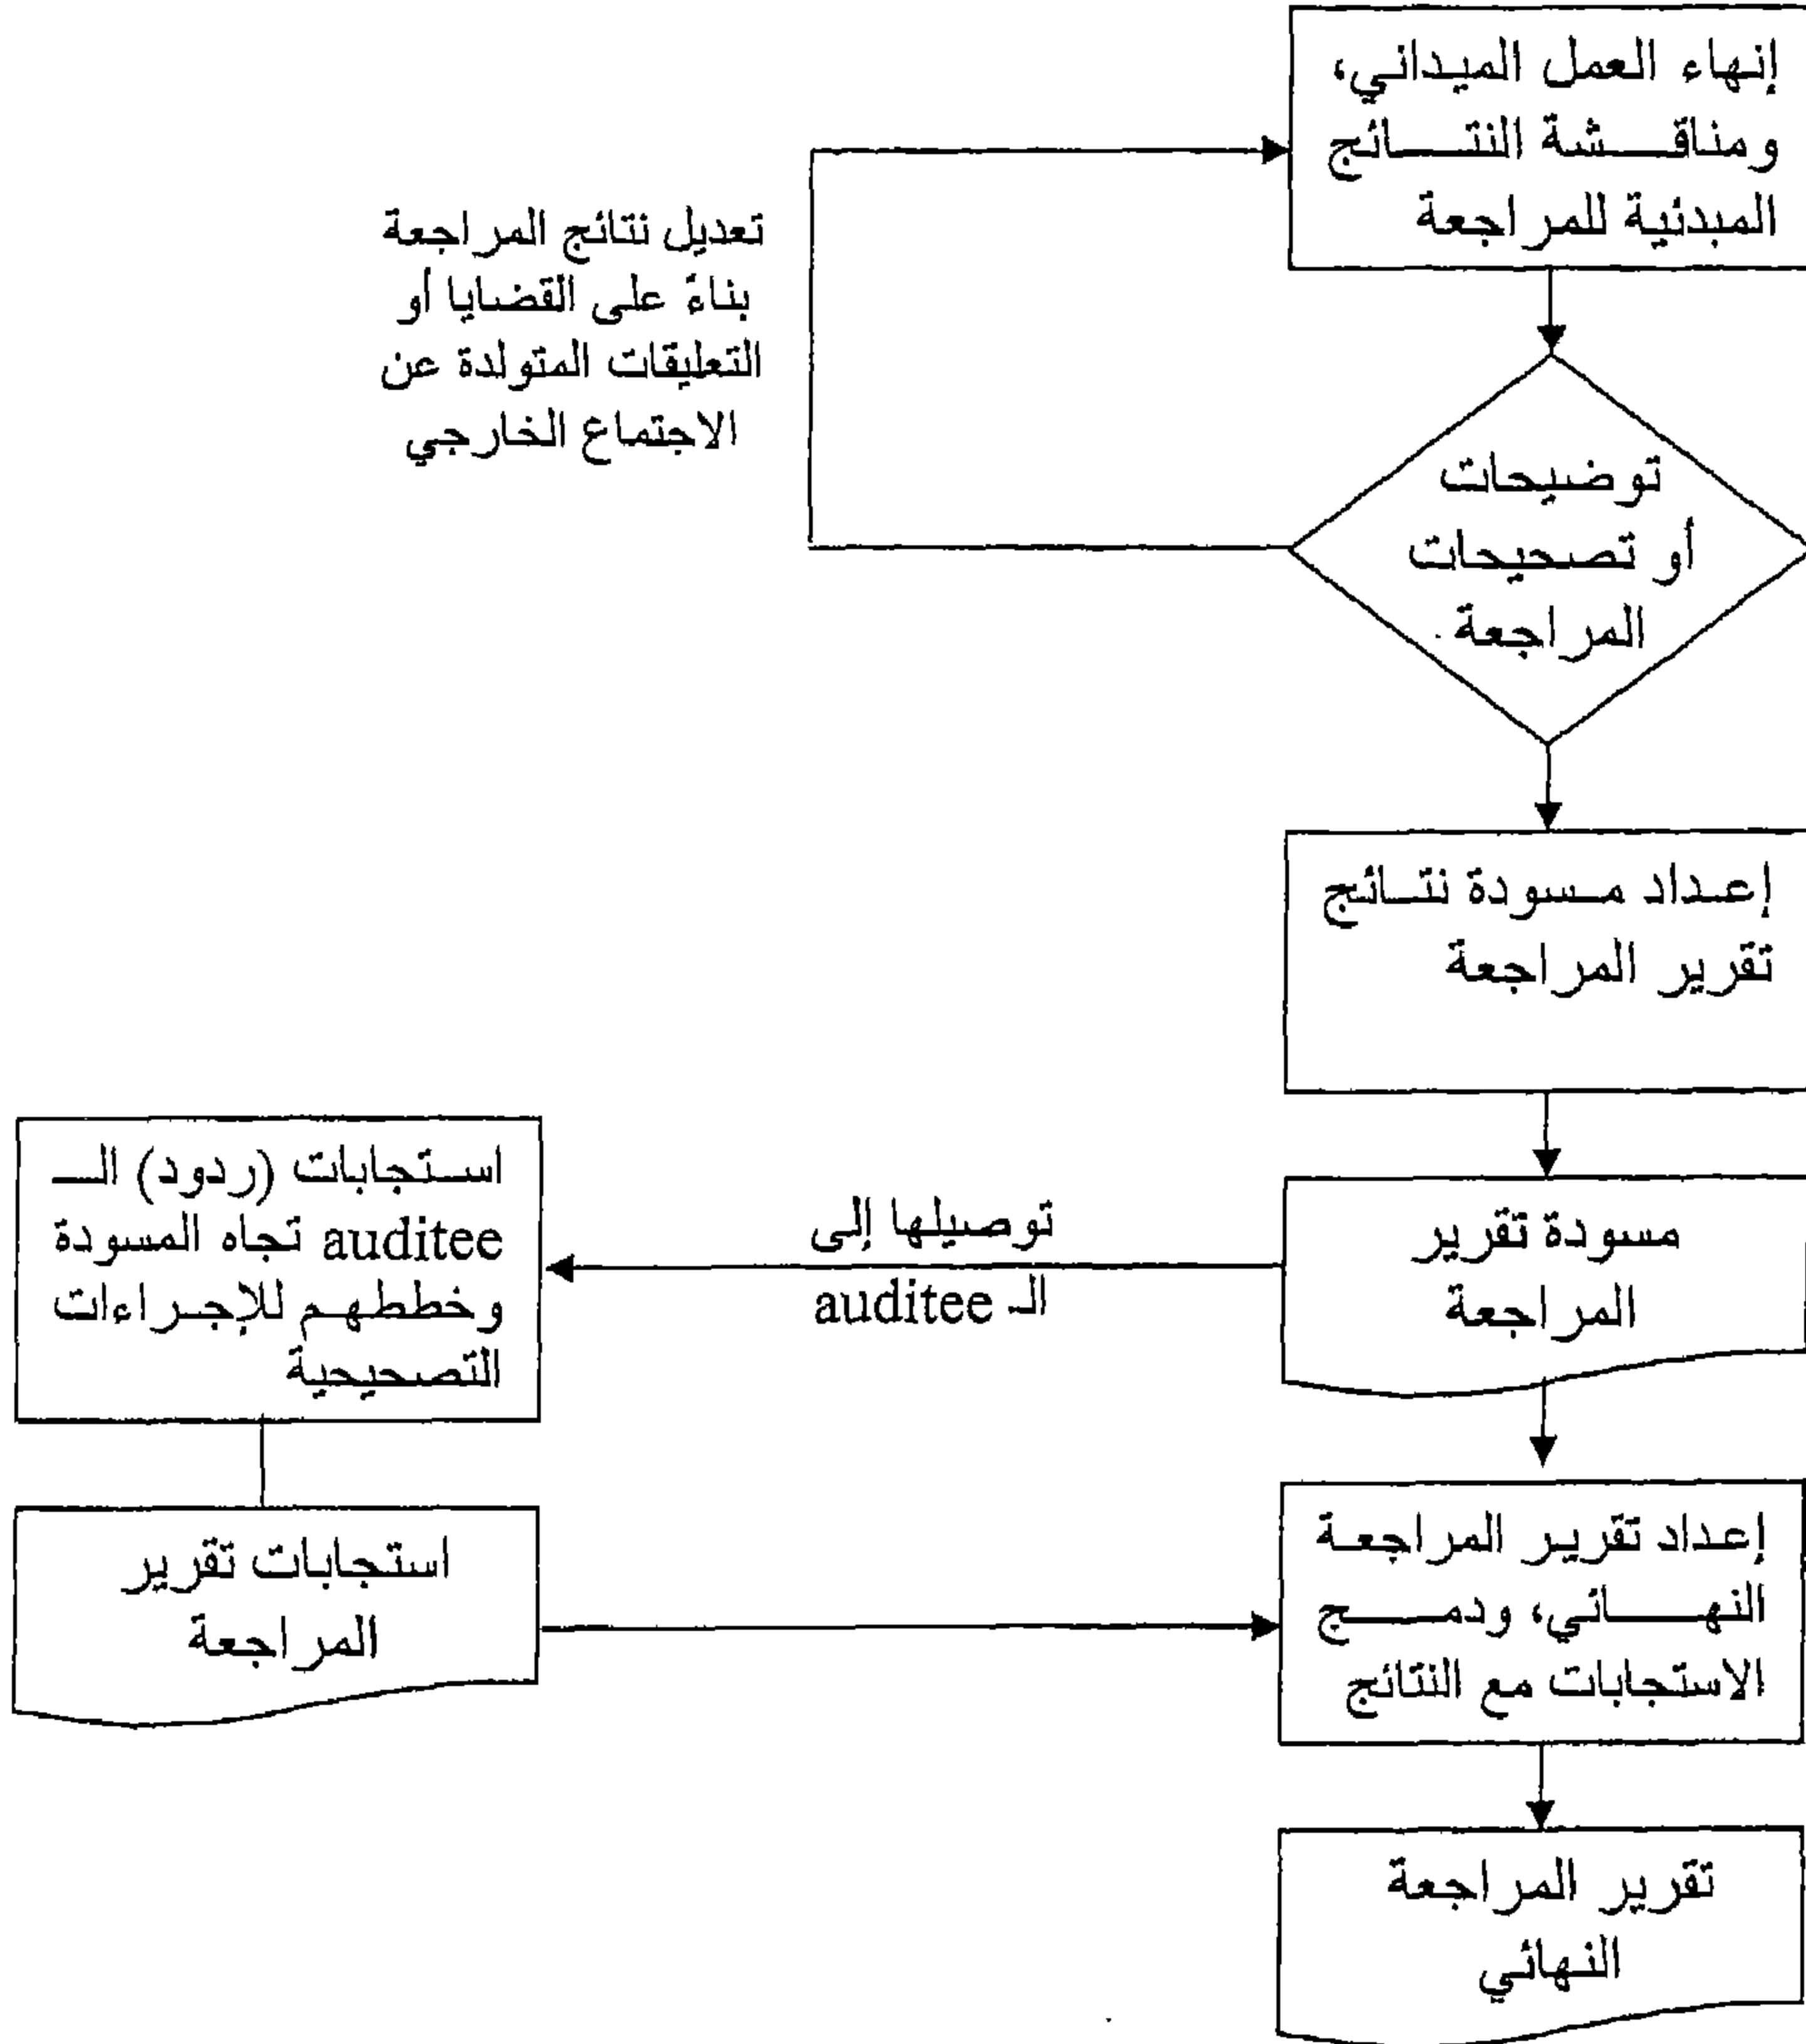 إنهاء العمل الميداني،
ومناقشة النتائج
المبدئية للمراجعة
تعديل نتائج المراجعة
بناءً على القضايا أو
التعليقات المتولدة عن
الاجتماع الخارجي
توضيحات
أو تصحيحات
المراجعة
إعداد مسودة نتائج
تقرير المراجعة
مسودة تقرير
المراجعة
توصيلها إلى
الـ auditee
استجابات (ردود) الـ
auditee تجاه المسودة
وخططهم للإجراءات
التصحيحية
استجابات تقرير
المراجعة
إعداد تقرير المراجعة
النهائي، ودمج
الاستجابات مع النتائج
تقرير المراجعة
النهائي